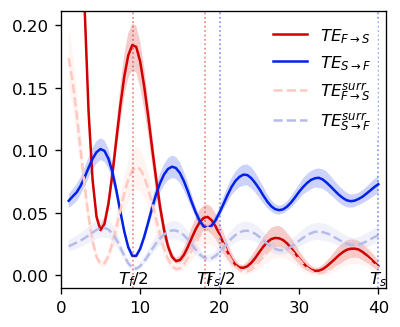 0.20
0.15
0.10
0.05
0.00
TE_{F→S}
TE_{S→F}
TE^{surr}_{F→S}
TE^{surr}_{S→F}
T_f/2 T_s/2 T_s
0 10 20 30 40